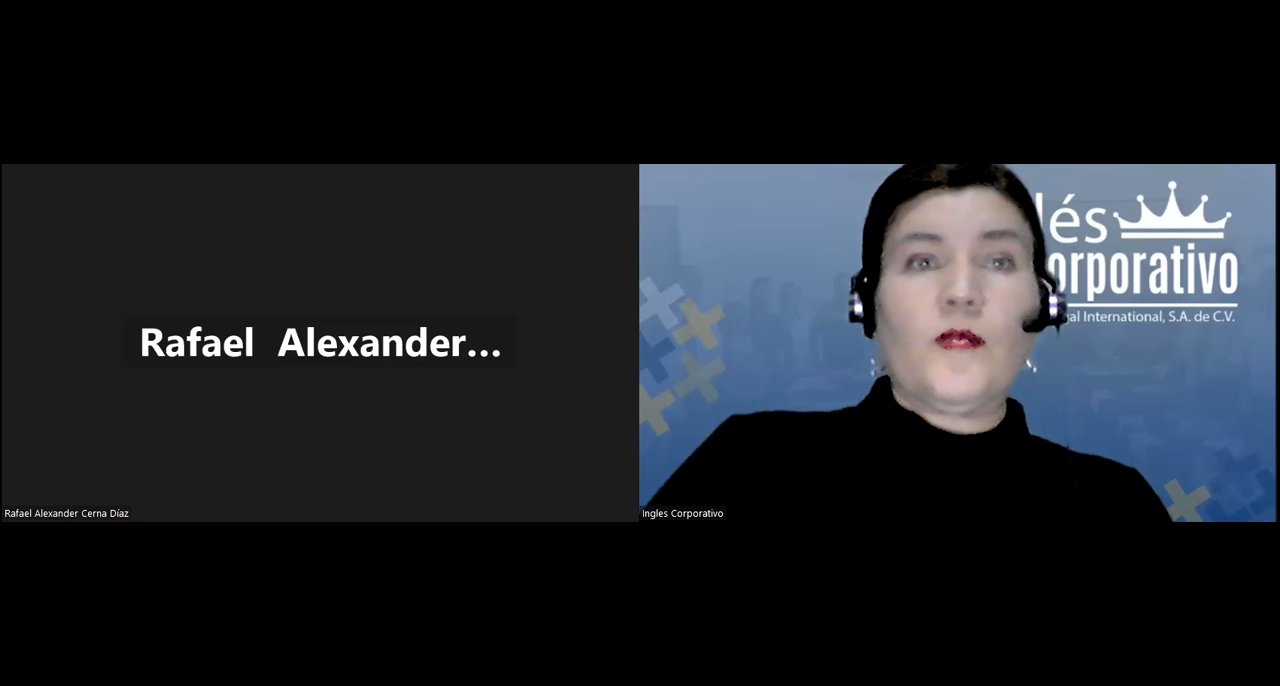 Rafael Alexander...
Rafael Alexander Cerna Díaz
lés
orporativo
al International, S.A. de C.V.
Ingles Corporativo